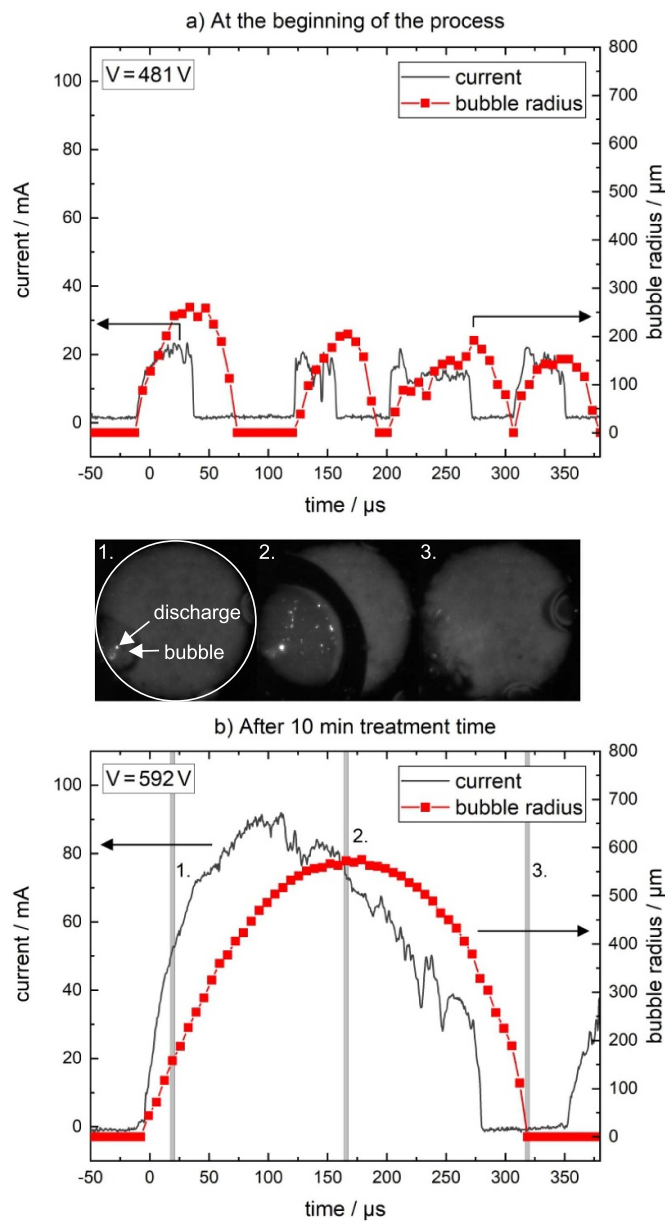 a) At the beginning of the process
V = 481 V
current
bubble radius
100
80
60
40
20
0
current / mA
800
700
600
500
400
300
200
100
0
bubble radius / µm
-50 0 50 100 150 200 250 300 350
time / µs
1. 2. 3.
discharge
bubble
b) After 10 min treatment time
V = 592 V
current
bubble radius
1. 2. 3.
100
80
60
40
20
0
current / mA
800
700
600
500
400
300
200
100
0
bubble radius / µm
-50 0 50 100 150 200 250 300 350
time / µs